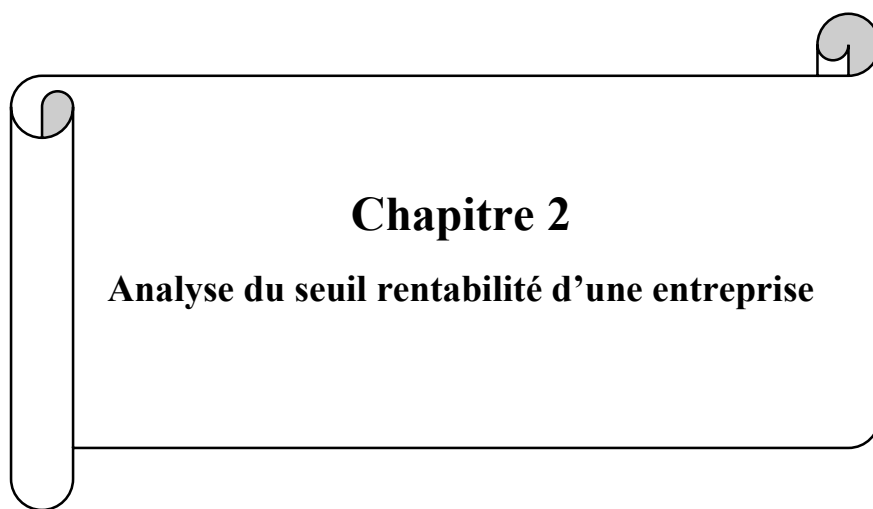 Chapitre 2
Analyse du seuil rentabilité d’une entreprise